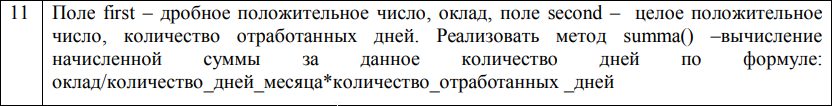 11 Поле first – дробное положительное число, оклад, поле second – целое положительное
число, количество отработанных дней. Реализовать метод summa() –вычисление
начисленной суммы за данное количество дней по формуле:
оклад/количество_дней_месяца*количество_отработанных _дней